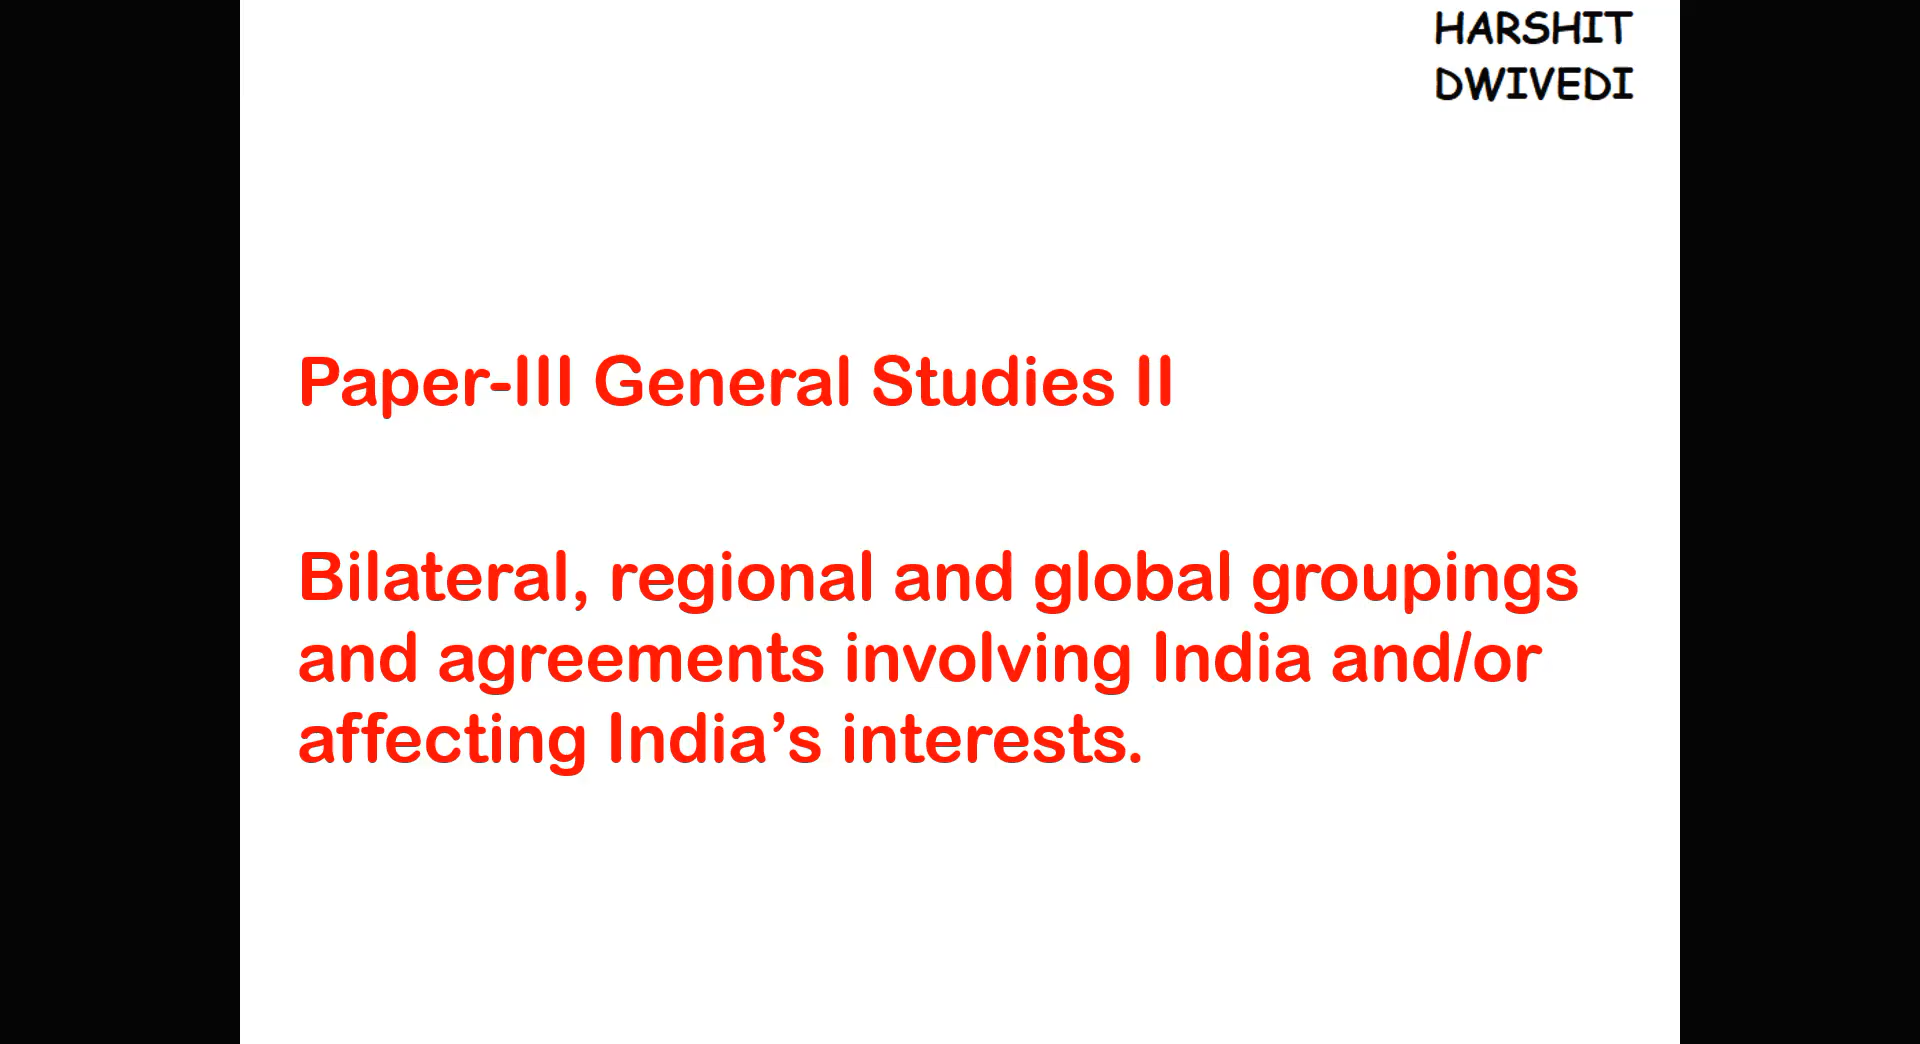 HARSHIT
DWIVEDI
Paper-III General Studies II
Bilateral, regional and global groupings
and agreements involving India and/or
affecting India’s interests.